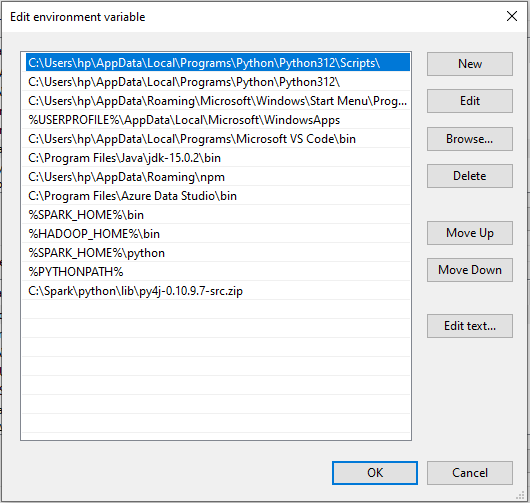 Edit environment variable
C:\Users\hp\AppData\Local\Programs\Python\Python312\Scripts\
C:\Users\hp\AppData\Local\Programs\Python\Python312\
C:\Users\hp\AppData\Roaming\Microsoft\Windows\Start Menu\Prog...
%USERPROFILE%\AppData\Local\Microsoft\WindowsApps
C:\Users\hp\AppData\Local\Programs\Microsoft VS Code\bin
C:\Program Files\Java\jdk-15.0.2\bin
C:\Users\hp\AppData\Roaming\npm
C:\Program Files\Azure Data Studio\bin
%SPARK_HOME%\bin
%HADOOP_HOME%\bin
%SPARK_HOME%\python
%PYTHONPATH%
C:\Spark\python\lib\py4j-0.10.9.7-src.zip
New
Edit
Browse...
Delete
Move Up
Move Down
Edit text...
OK
Cancel